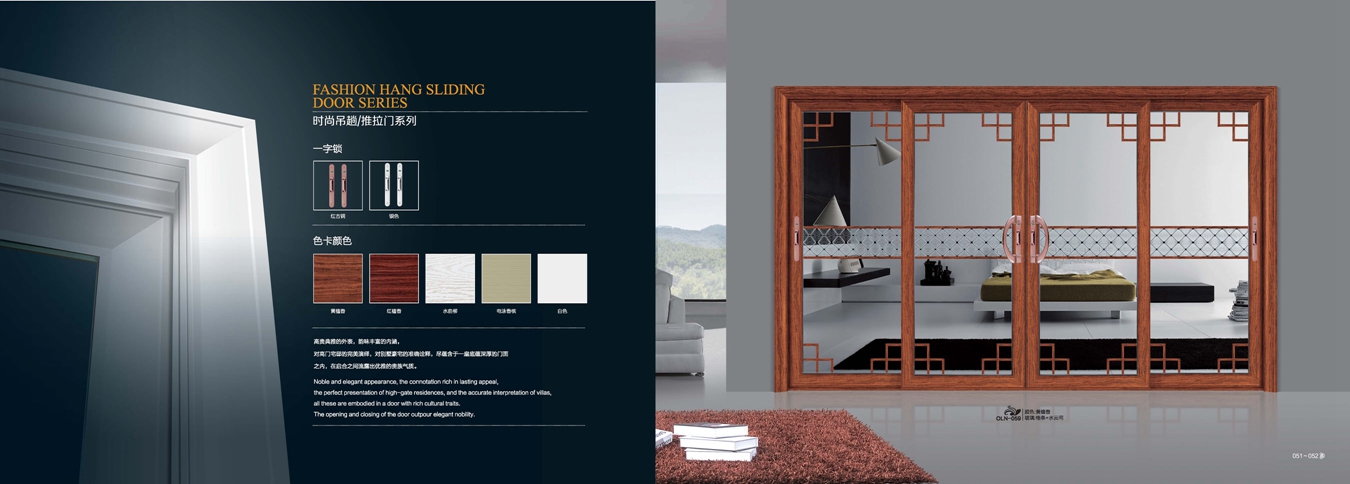 FASHION HANG SLIDING
DOOR SERIES
时尚吊趟/推拉门系列
一字锁
红古铜
银色
色卡颜色
黄檀香
红檀香
水曲柳
电泳香槟
白色
高贵典雅的外表，韵味丰富的内涵，
对高门宅邸的完美演绎，对别墅豪宅的准确诠释，尽蕴含于一扇底蕴深厚的门面
之内，在启合之间流露出优雅的贵族气质。
Noble and elegant appearance, the connotation rich in lasting appeal,
the perfect presentation of high-gate residences, and the accurate interpretation of villas,
all these are embodied in a door with rich cultural traits.
The opening and closing of the door outpour elegant nobility.
OLN-059
颜色:黄檀香
051~052